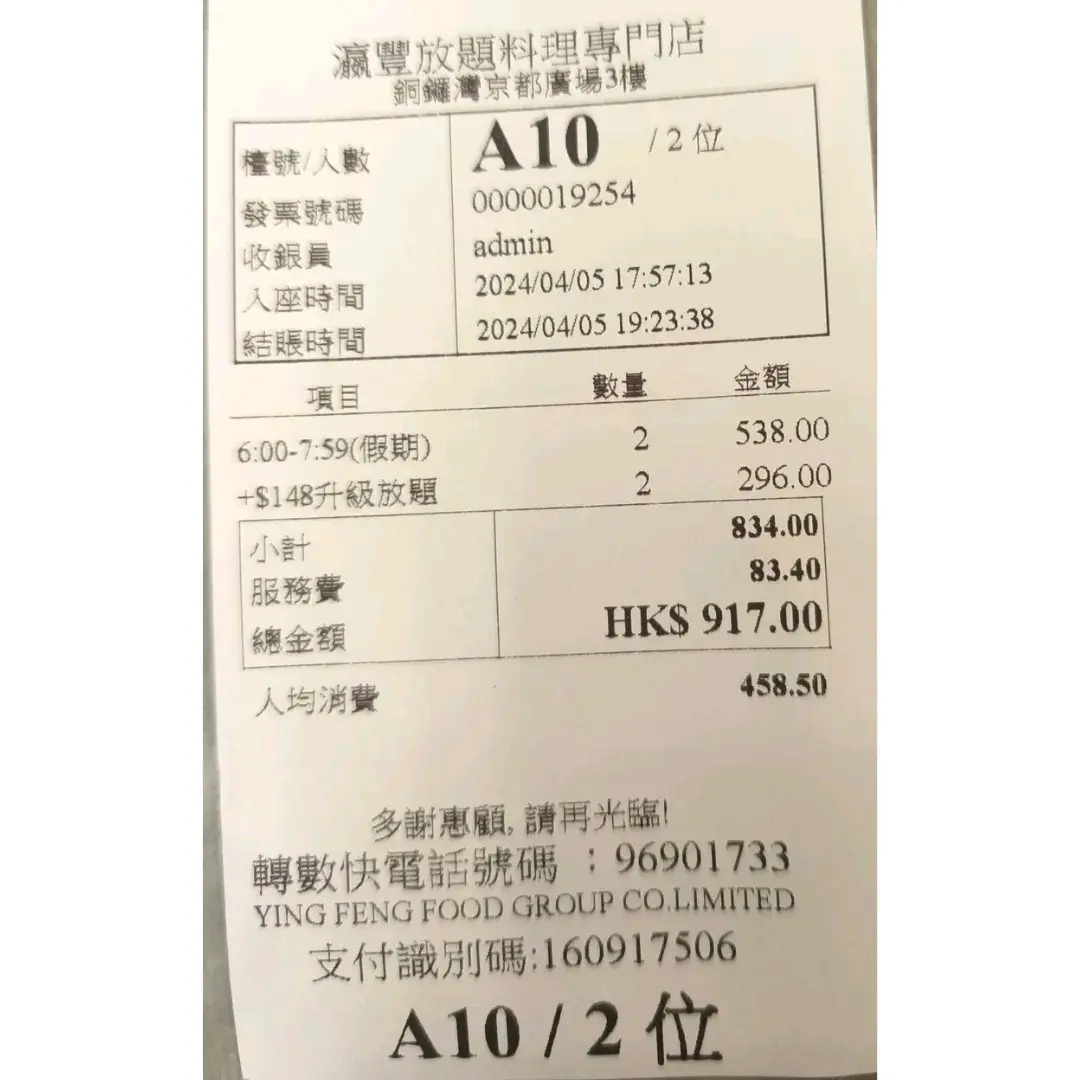 瀛豐放題料理專門店
銅鑼灣京都廣場3樓
檯號/人數 A10 / 2 位
發票號碼 0000019254
收銀員 admin
入座時間 2024/04/05 17:57:13
結賬時間 2024/04/05 19:23:38
項目 數量 金額
6:00-7:59(假期) 2 538.00
+$148升級放題 2 296.00
小計 834.00
服務費 83.40
總金額 HK$ 917.00
人均消費 458.50
多謝惠顧, 請再光臨!
轉數快電話號碼 : 96901733
YING FENG FOOD GROUP CO.LIMITED
支付識別碼:160917506
A10 / 2 位